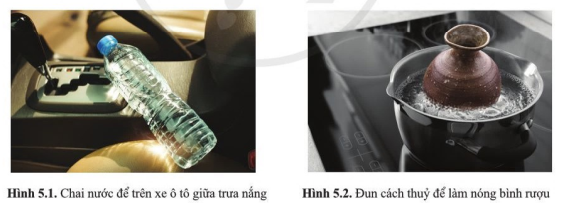 Hình 5.1. Chai nước để trên xe ô tô giữa trưa nắng
Hình 5.2. Đun cách thuỷ để làm nóng bình rượu